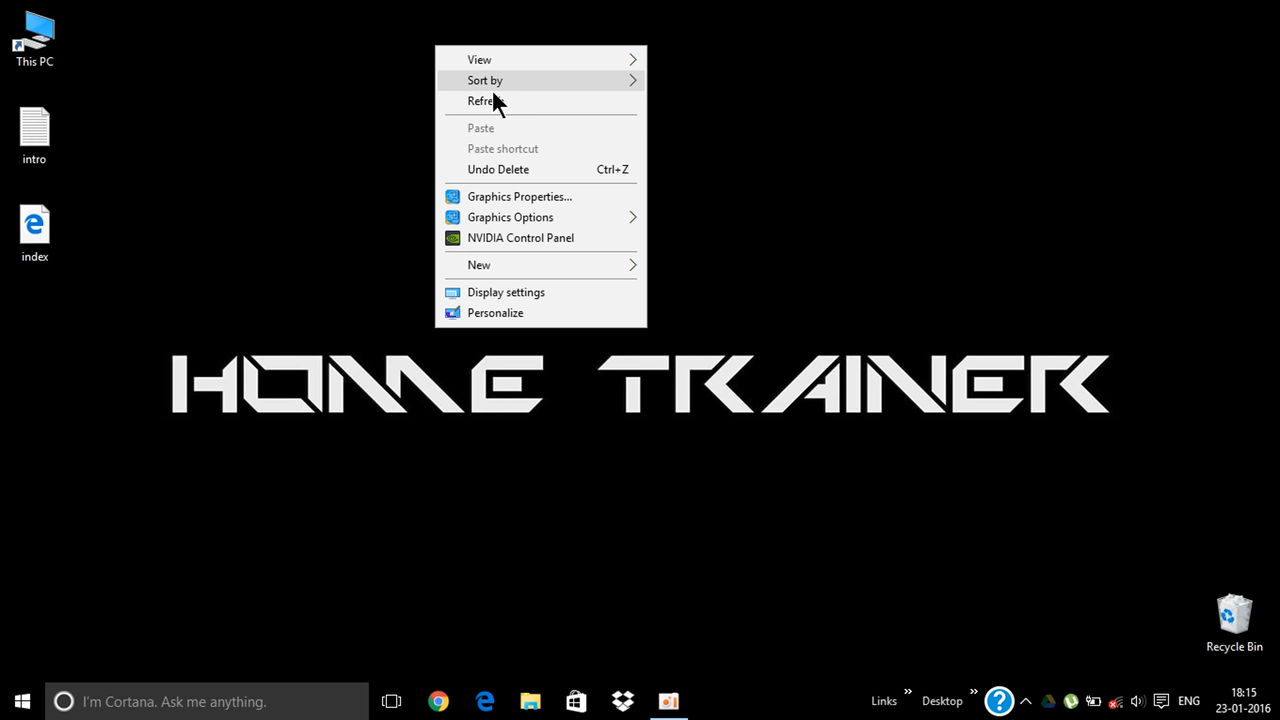 This PC
intro
index
View
Sort by
Refresh
Paste
Paste shortcut
Undo Delete Ctrl+Z
Graphics Properties...
Graphics Options
NVIDIA Control Panel
New
Display settings
Personalize
HOME TRAINER
Recycle Bin
I'm Cortana. Ask me anything.
Links » Desktop » ? ENG
18:15
23-01-2016